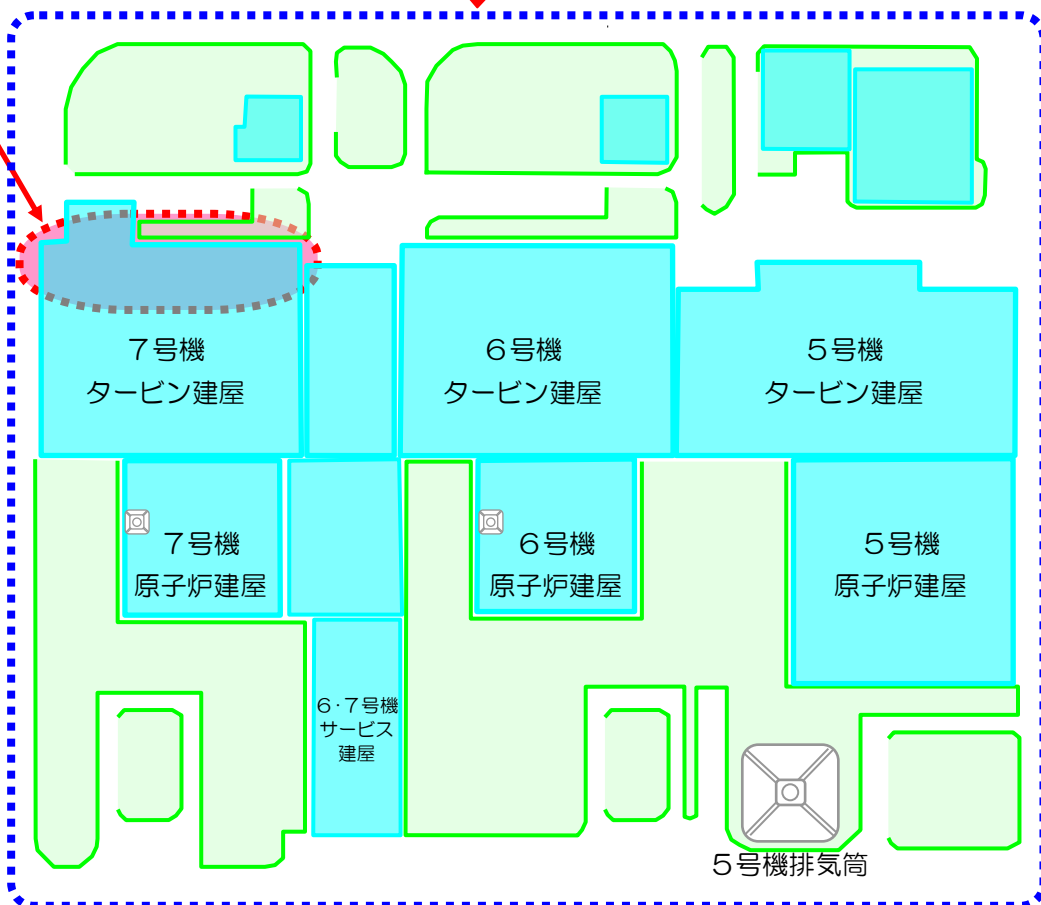 ７号機
タービン建屋
６号機
タービン建屋
５号機
タービン建屋
７号機
原子炉建屋
６号機
原子炉建屋
５号機
原子炉建屋
６･７号機
サービス
建屋
５号機排気筒